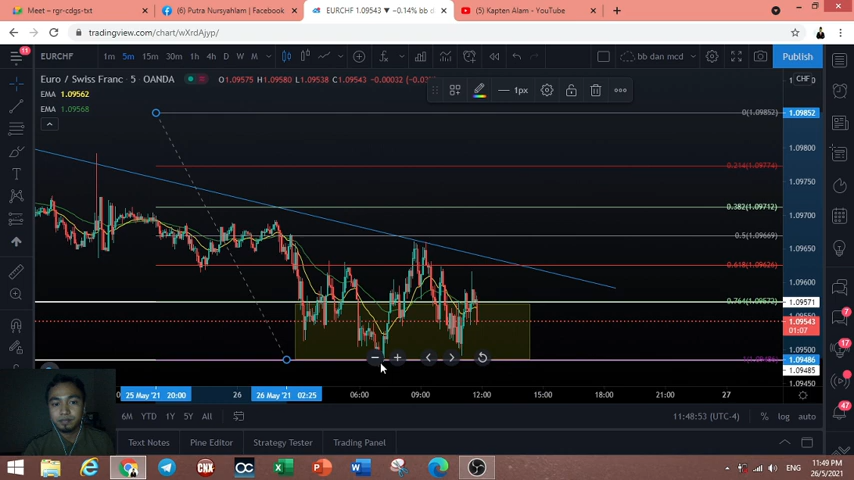 Meet – rgr-cdgs-txt
(6) Putra Nursyahlam | Facebook
EURCHF 1.09543 ▼ −0.14% bb d
(5) Kapten Alam - YouTube
tradingview.com/chart/wXrdAjyp/
11
EURCHF
1m 5m 15m 30m 1h 4h D W M
bb dan mcd
Publish
Euro / Swiss Franc · 5 · OANDA
O1.09575 H1.09580 L1.09538 C1.09543 −0.00032
CHF
EMA 1.09562
EMA 1.09568
1px
0(1.09852)
1.09852
1.09800
0.214(1.09774)
1.09750
0.382(1.09712)
1.09700
0.5(1.09669)
1.09650
0.618(1.09626)
1.09600
0.764(1.09572)
1.09571
1.09543
01:07
1.09500
1.09486
1.09485
1.09450
25 May '21 20:00
26
26 May '21 02:25
06:00
09:00
12:00
15:00
18:00
21:00
27
6M YTD 1Y 5Y All
11:48:53 (UTC-4)
% log auto
Text Notes
Pine Editor
Strategy Tester
Trading Panel
7
17
47
CNX
ENG
11:49 PM
26/5/2021